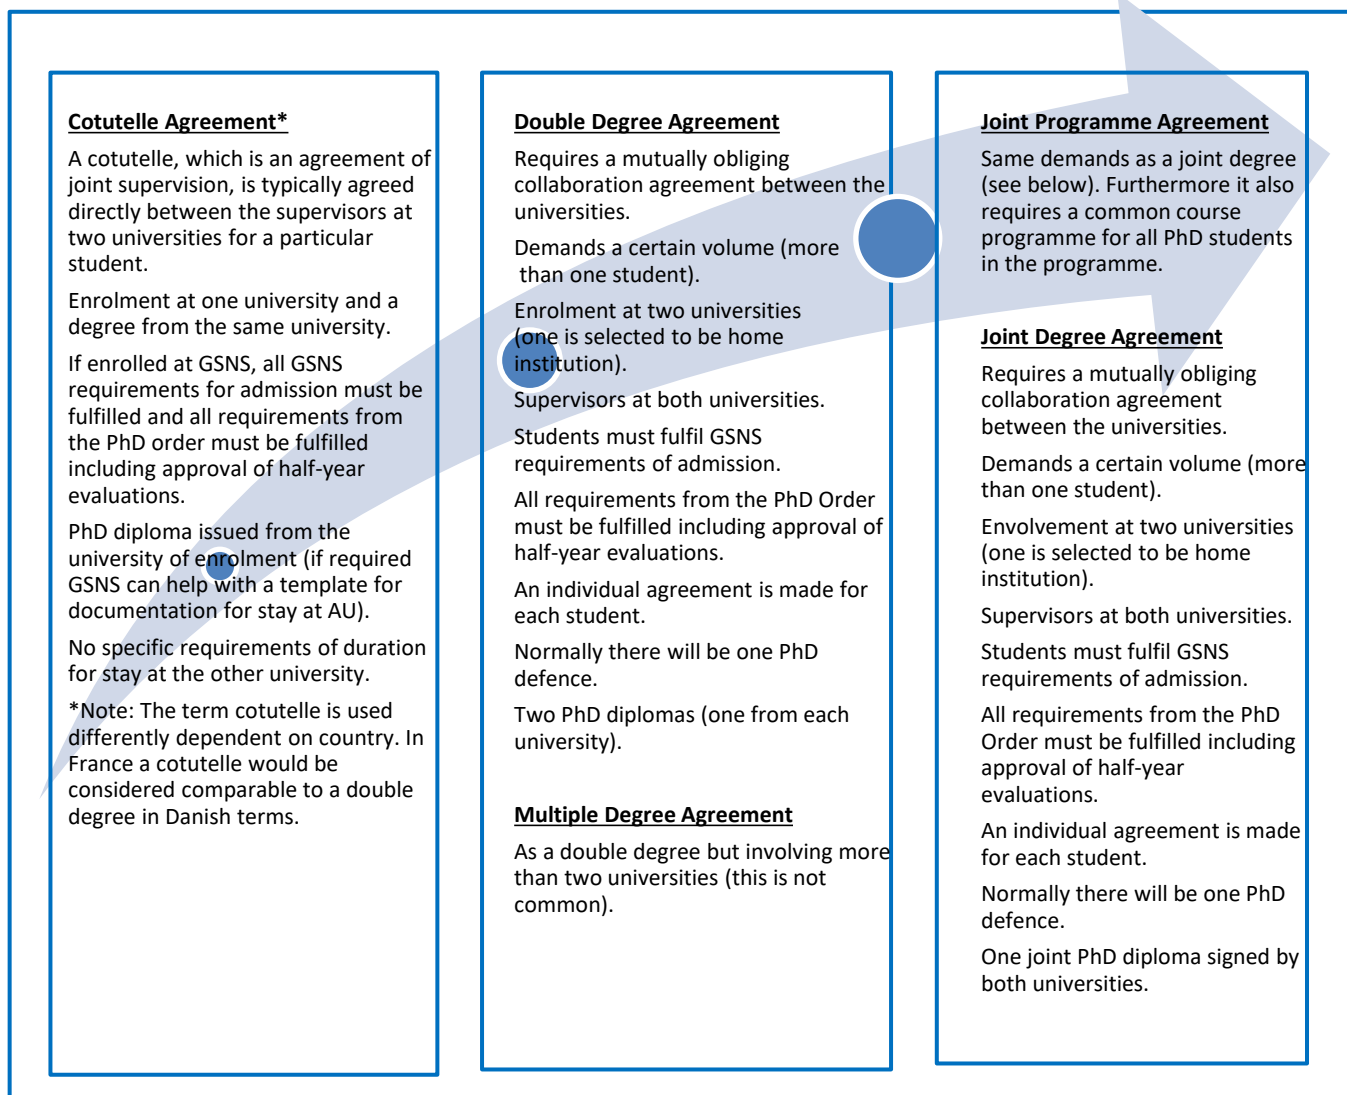 Cotutelle Agreement*
A cotutelle, which is an agreement of
joint supervision, is typically agreed
directly between the supervisors at
two universities for a particular
student.
Enrolment at one university and a
degree from the same university.
If enrolled at GSNS, all GSNS
requirements for admission must be
fulfilled and all requirements from
the PhD order must be fulfilled
including approval of half-year
evaluations.
PhD diploma issued from the
university of enrolment (if required
GSNS can help with a template for
documentation for stay at AU).
No specific requirements of duration
for stay at the other university.
*Note: The term cotutelle is used
differently dependent on country. In
France a cotutelle would be
considered comparable to a double
degree in Danish terms.
Double Degree Agreement
Requires a mutually obliging
collaboration agreement between the
universities.
Demands a certain volume (more
than one student).
Enrolment at two universities
(one is selected to be home
institution).
Supervisors at both universities.
Students must fulfil GSNS
requirements of admission.
All requirements from the PhD Order
must be fulfilled including approval of
half-year evaluations.
An individual agreement is made for
each student.
Normally there will be one PhD
defence.
Two PhD diplomas (one from each
university).
Multiple Degree Agreement
As a double degree but involving more
than two universities (this is not
common).
Joint Programme Agreement
Same demands as a joint degree
(see below). Furthermore it also
requires a common course
programme for all PhD students
in the programme.
Joint Degree Agreement
Requires a mutually obliging
collaboration agreement
between the universities.
Demands a certain volume (more
than one student).
Envolvement at two universities
(one is selected to be home
institution).
Supervisors at both universities.
Students must fulfil GSNS
requirements of admission.
All requirements from the PhD
Order must be fulfilled including
approval of half-year
evaluations.
An individual agreement is made
for each student.
Normally there will be one PhD
defence.
One joint PhD diploma signed by
both universities.